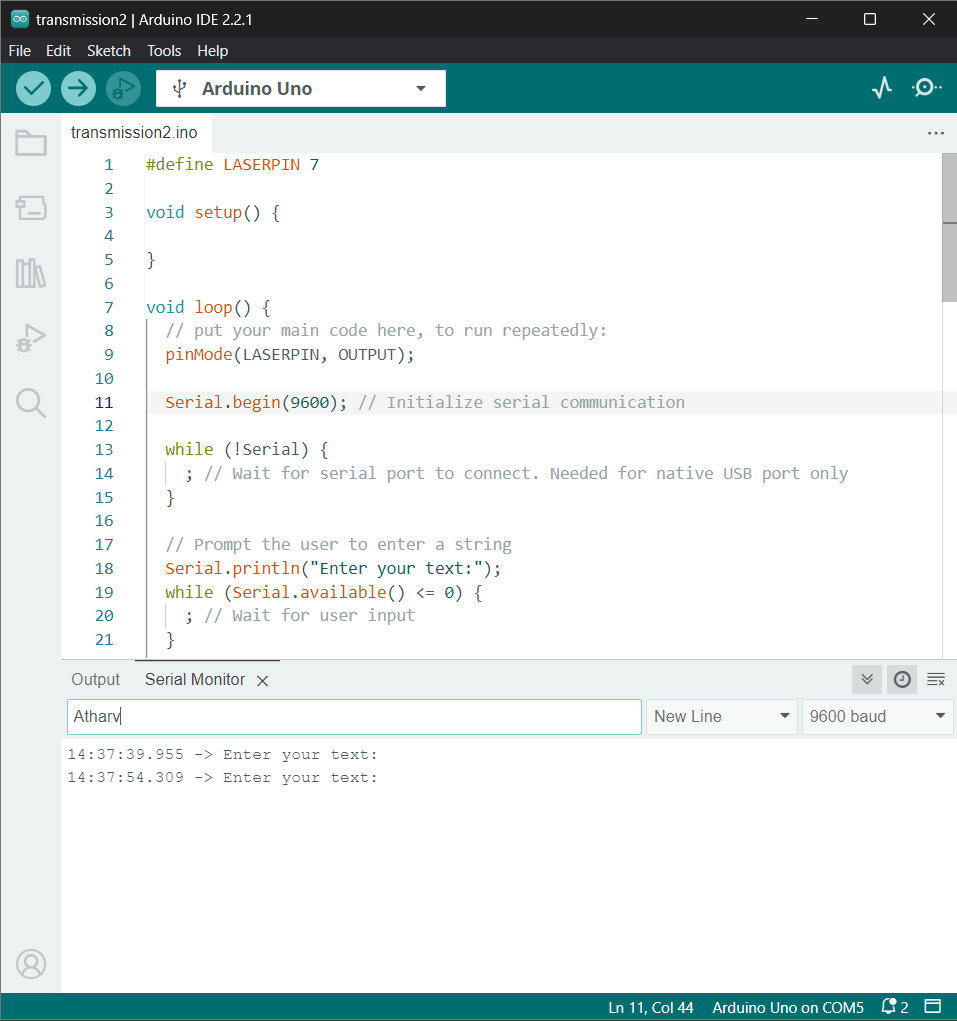 transmission2 | Arduino IDE 2.2.1
File Edit Sketch Tools Help
Arduino Uno
transmission2.ino
1 #define LASERPIN 7
2
3 void setup() {
4
5 }
6
7 void loop() {
8 // put your main code here, to run repeatedly:
9 pinMode(LASERPIN, OUTPUT);
10
11 Serial.begin(9600); // Initialize serial communication
12
13 while (!Serial) {
14 ; // Wait for serial port to connect. Needed for native USB port only
15 }
16
17 // Prompt the user to enter a string
18 Serial.println("Enter your text:");
19 while (Serial.available() <= 0) {
20 ; // Wait for user input
21 }
Output Serial Monitor
Atharv New Line 9600 baud
14:37:39.955 -> Enter your text:
14:37:54.309 -> Enter your text:
Ln 11, Col 44 Arduino Uno on COM5 2